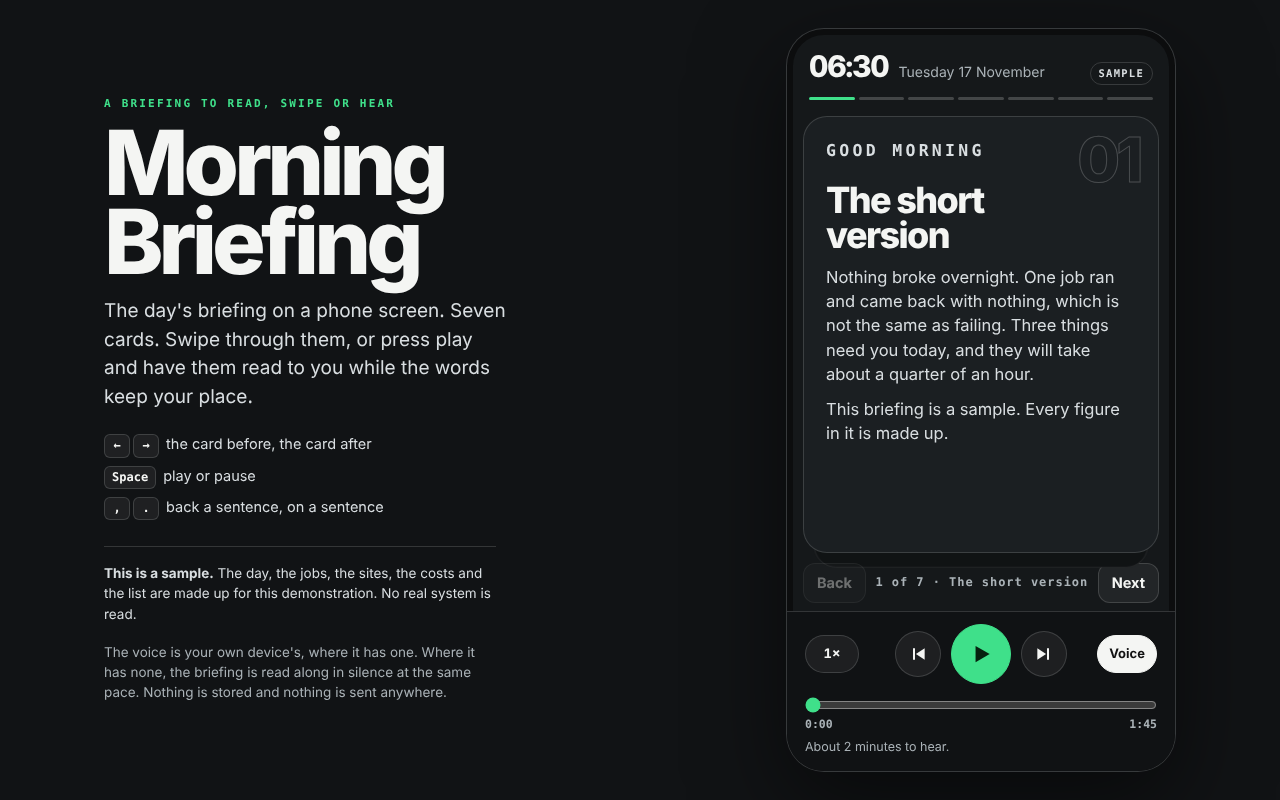 A BRIEFING TO READ, SWIPE OR HEAR
Morning
Briefing
The day's briefing on a phone screen. Seven
cards. Swipe through them, or press play
and have them read to you while the words
keep your place.
← → the card before, the card after
Space play or pause
, . back a sentence, on a sentence
This is a sample. The day, the jobs, the sites, the costs and
the list are made up for this demonstration. No real system is
read.
The voice is your own device's, where it has one. Where it
has none, the briefing is read along in silence at the same
pace. Nothing is stored and nothing is sent anywhere.
06:30 Tuesday 17 November SAMPLE
GOOD MORNING 01
The short
version
Nothing broke overnight. One job ran
and came back with nothing, which is
not the same as failing. Three things
need you today, and they will take
about a quarter of an hour.
This briefing is a sample. Every figure
in it is made up.
Back 1 of 7 · The short version Next
1× Voice
0:00 1:45
About 2 minutes to hear.